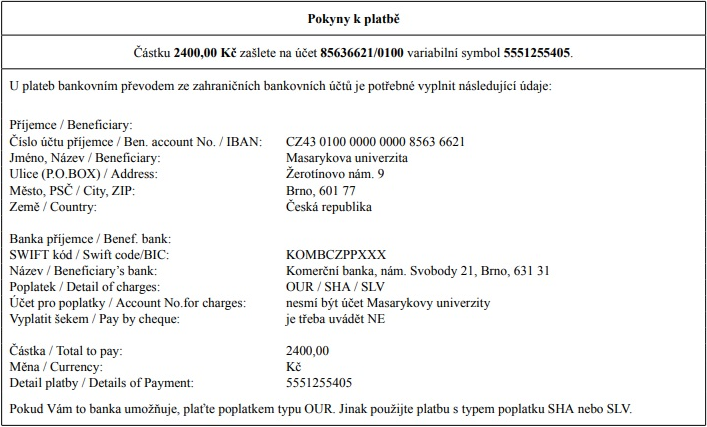 Pokyny k platbě
Částku 2400,00 Kč zašlete na účet 85636621/0100 variabilní symbol 5551255405.
U plateb bankovním převodem ze zahraničních bankovních účtů je potřebné vyplnit následující údaje:
Příjemce / Beneficiary:
Číslo účtu příjemce / Ben. account No. / IBAN: CZ43 0100 0000 0000 8563 6621
Jméno, Název / Beneficiary: Masarykova univerzita
Ulice (P.O.BOX) / Address: Žerotínovo nám. 9
Město, PSČ / City, ZIP: Brno, 601 77
Země / Country: Česká republika
Banka příjemce / Benef. bank:
SWIFT kód / Swift code/BIC: KOMBCZPPXXX
Název / Beneficiary's bank: Komerční banka, nám. Svobody 21, Brno, 631 31
Poplatek / Detail of charges: OUR / SHA / SLV
Účet pro poplatky / Account No.for charges: nesmí být účet Masarykovy univerzity
Vyplatit šekem / Pay by cheque: je třeba uvádět NE
Částka / Total to pay: 2400,00
Měna / Currency: Kč
Detail platby / Details of Payment: 5551255405
Pokud Vám to banka umožňuje, plaťte poplatkem typu OUR. Jinak použijte platbu s typem poplatku SHA nebo SLV.